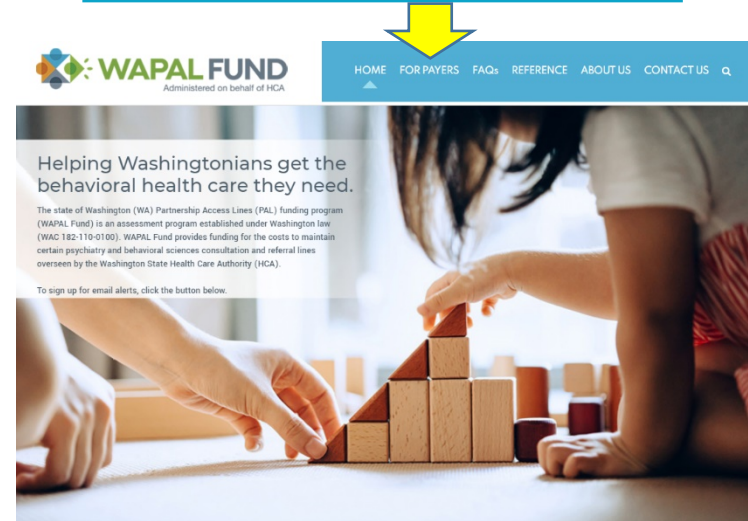 WAPAL FUND
Administered on behalf of HCA
HOME FOR PAYERS FAQs REFERENCE ABOUT US CONTACT US
Helping Washingtonians get the
behavioral health care they need.
The state of Washington (WA) Partnership Access Lines (PAL) funding program
(WAPAL Fund) is an assessment program established under Washington law
(WAC 182-110-0100). WAPAL Fund provides funding for the costs to maintain
certain psychiatry and behavioral sciences consultation and referral lines
overseen by the Washington State Health Care Authority (HCA).
To sign up for email alerts, click the button below.